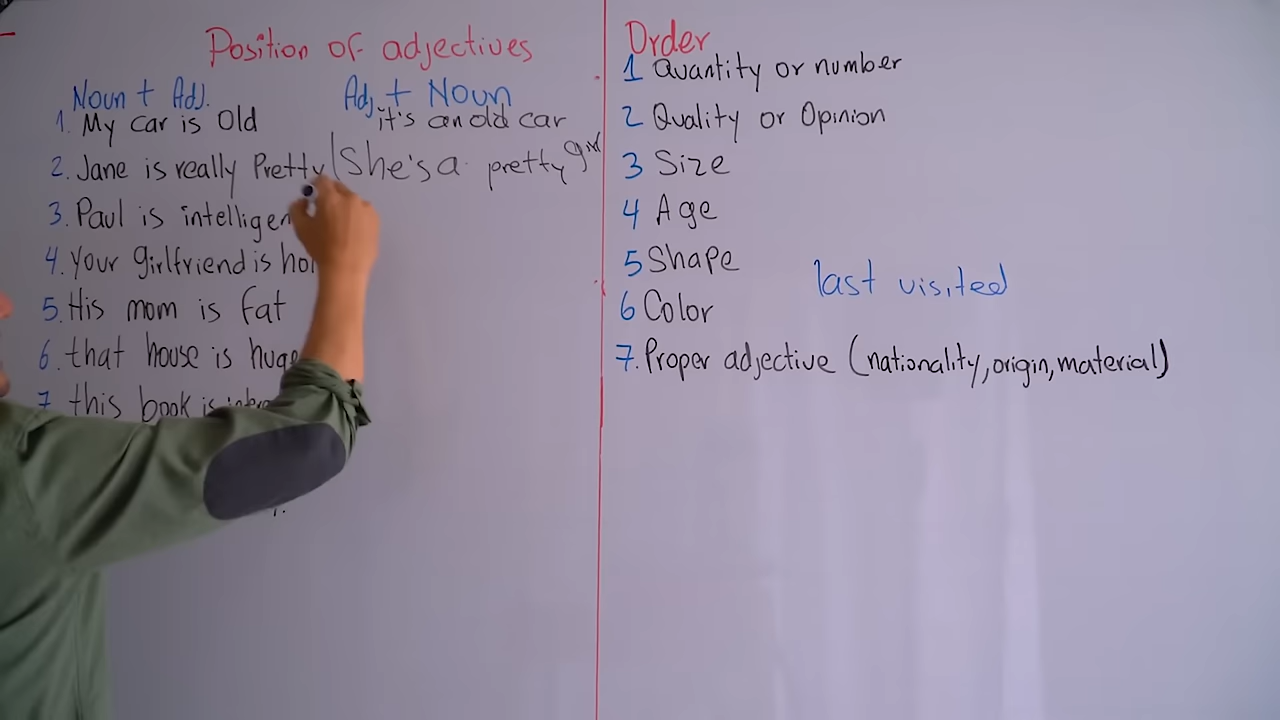 Position of adjectives
Noun + Adj.
Adj. + Noun
1. My car is old
it's an old car
2. Jane is really Pretty
She's a pretty girl
3. Paul is
4. Your girlfriend is
5. His mom is fat
6. that house is huge
7. this book is
Order
1 Quantity or number
2 Quality or Opinion
3 Size
4 Age
5 Shape
last visited
6 Color
7. Proper adjective (nationality, origin, material)